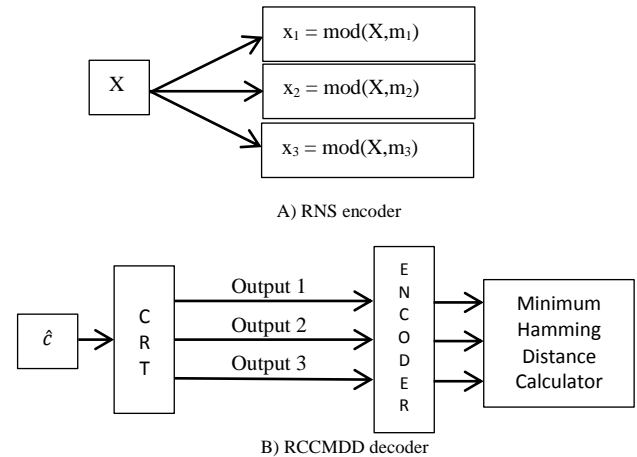 X
x₁ = mod(X,m₁)
x₂ = mod(X,m₂)
x₃ = mod(X,m₃)
A) RNS encoder
ĉ
C
R
T
Output 1
Output 2
Output 3
E
N
C
O
D
E
R
Minimum
Hamming
Distance
Calculator
B) RCCMDD decoder